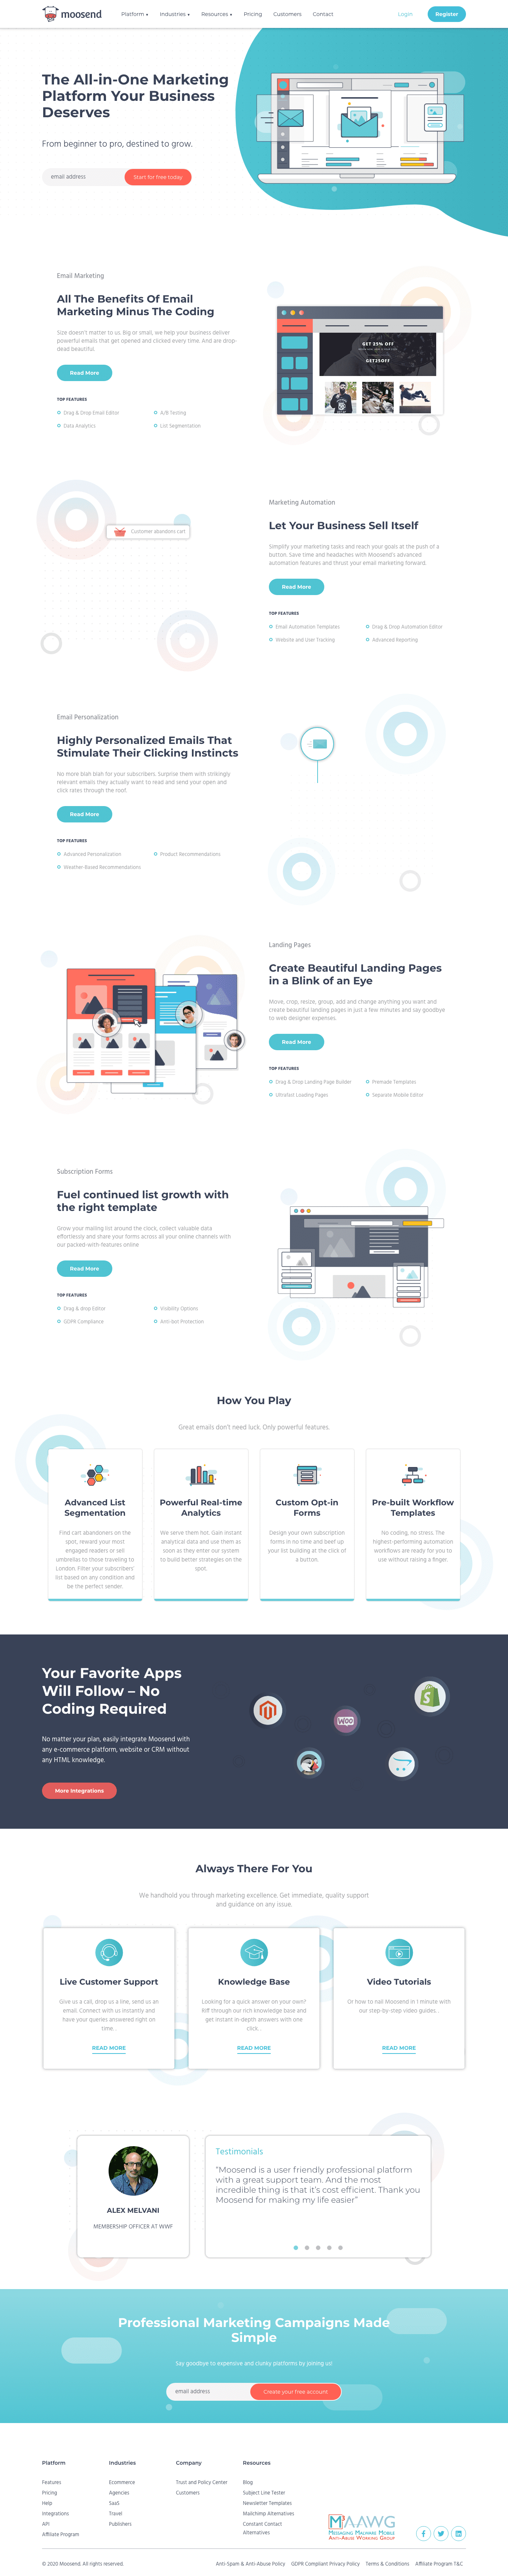 moosend
Platform ▾ Industries ▾ Resources ▾ Pricing Customers Contact Login Register
The All-in-One Marketing
Platform Your Business
Deserves
From beginner to pro, destined to grow.
email address
Start for free today
Email Marketing
All The Benefits Of Email
Marketing Minus The Coding
Size doesn't matter to us. Big or small, we help your business deliver
powerful emails that get opened and clicked every time. And are drop-
dead beautiful.
Read More
TOP FEATURES
Drag & Drop Email Editor
A/B Testing
Data Analytics
List Segmentation
GET 25% OFF
GET25OFF
Customer abandons cart
Marketing Automation
Let Your Business Sell Itself
Simplify your marketing tasks and reach your goals at the push of a
button. Save time and headaches with Moosend's advanced
automation features and thrust your email marketing forward.
Read More
TOP FEATURES
Email Automation Templates
Drag & Drop Automation Editor
Website and User Tracking
Advanced Reporting
Email Personalization
Highly Personalized Emails That
Stimulate Their Clicking Instincts
No more blah blah for your subscribers. Surprise them with strikingly
relevant emails they actually want to read and send your open and
click rates through the roof.
Read More
TOP FEATURES
Advanced Personalization
Product Recommendations
Weather-Based Recommendations
Landing Pages
Create Beautiful Landing Pages
in a Blink of an Eye
Move, crop, resize, group, add and change anything you want and
create beautiful landing pages in just a few minutes and say goodbye
to web designer expenses.
Read More
TOP FEATURES
Drag & Drop Landing Page Builder
Premade Templates
Ultrafast Loading Pages
Separate Mobile Editor
Subscription Forms
Fuel continued list growth with
the right template
Grow your mailing list around the clock, collect valuable data
effortlessly and share your forms across all your online channels with
our packed-with-features online
Read More
TOP FEATURES
Drag & drop Editor
Visibility Options
GDPR Compliance
Anti-bot Protection
How You Play
Great emails don't need luck. Only powerful features.
Advanced List
Segmentation
Find cart abandoners on the
spot, reward your most
engaged readers or sell
umbrellas to those traveling to
London. Filter your subscribers'
list based on any condition and
be the perfect sender.
Powerful Real-time
Analytics
We serve them hot. Gain instant
analytical data and use them as
soon as they enter our system
to build better strategies on the
spot.
Custom Opt-in
Forms
Design your own subscription
forms in no time and beef up
your list building at the click of
a button.
Pre-built Workflow
Templates
No coding, no stress. The
highest-performing automation
workflows are ready for you to
use without raising a finger.
Your Favorite Apps
Will Follow – No
Coding Required
No matter your plan, easily integrate Moosend with
any e-commerce platform, website or CRM without
any HTML knowledge.
More Integrations
WOO
Always There For You
We handhold you through marketing excellence. Get immediate, quality support
and guidance on any issue.
Live Customer Support
Give us a call, drop us a line, send us an
email. Connect with us instantly and
have your queries answered right on
time...
READ MORE
Knowledge Base
Looking for a quick answer on your own?
Riff through our rich knowledge base and
get instant in-depth answers with one
click...
READ MORE
Video Tutorials
Or how to nail Moosend in 1 minute with
our step-by-step video guides...
READ MORE
ALEX MELVANI
MEMBERSHIP OFFICER AT WWF
Testimonials
"Moosend is a user friendly professional platform
with a great support team. And the most
incredible thing is that it's cost efficient. Thank you
Moosend for making my life easier"
Professional Marketing Campaigns Made
Simple
Say goodbye to expensive and clunky platforms by joining us!
email address
Create your free account
Platform
Features
Pricing
Help
Integrations
API
Affiliate Program
Industries
Ecommerce
Agencies
SaaS
Travel
Publishers
Company
Trust and Policy Center
Customers
Resources
Blog
Subject Line Tester
Newsletter Templates
Mailchimp Alternatives
Constant Contact
Alternatives
MAAWG
Messaging Malware Mobile
Anti-Abuse Working Group
© 2020 Moosend. All rights reserved.
Anti-Spam & Anti-Abuse Policy GDPR Compliant Privacy Policy Terms & Conditions Affiliate Program T&C